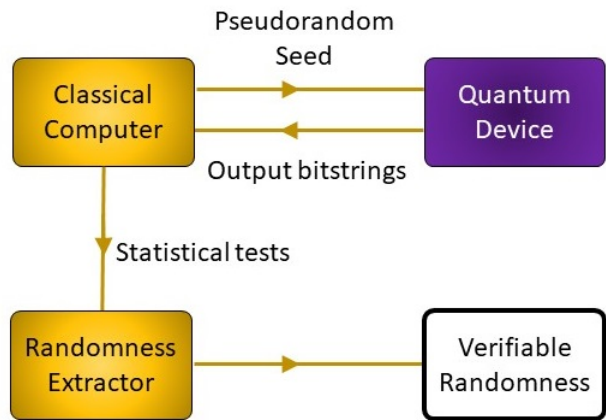 Pseudorandom
Seed
Classical
Computer
Quantum
Device
Output bitstrings
Statistical tests
Randomness
Extractor
Verifiable
Randomness